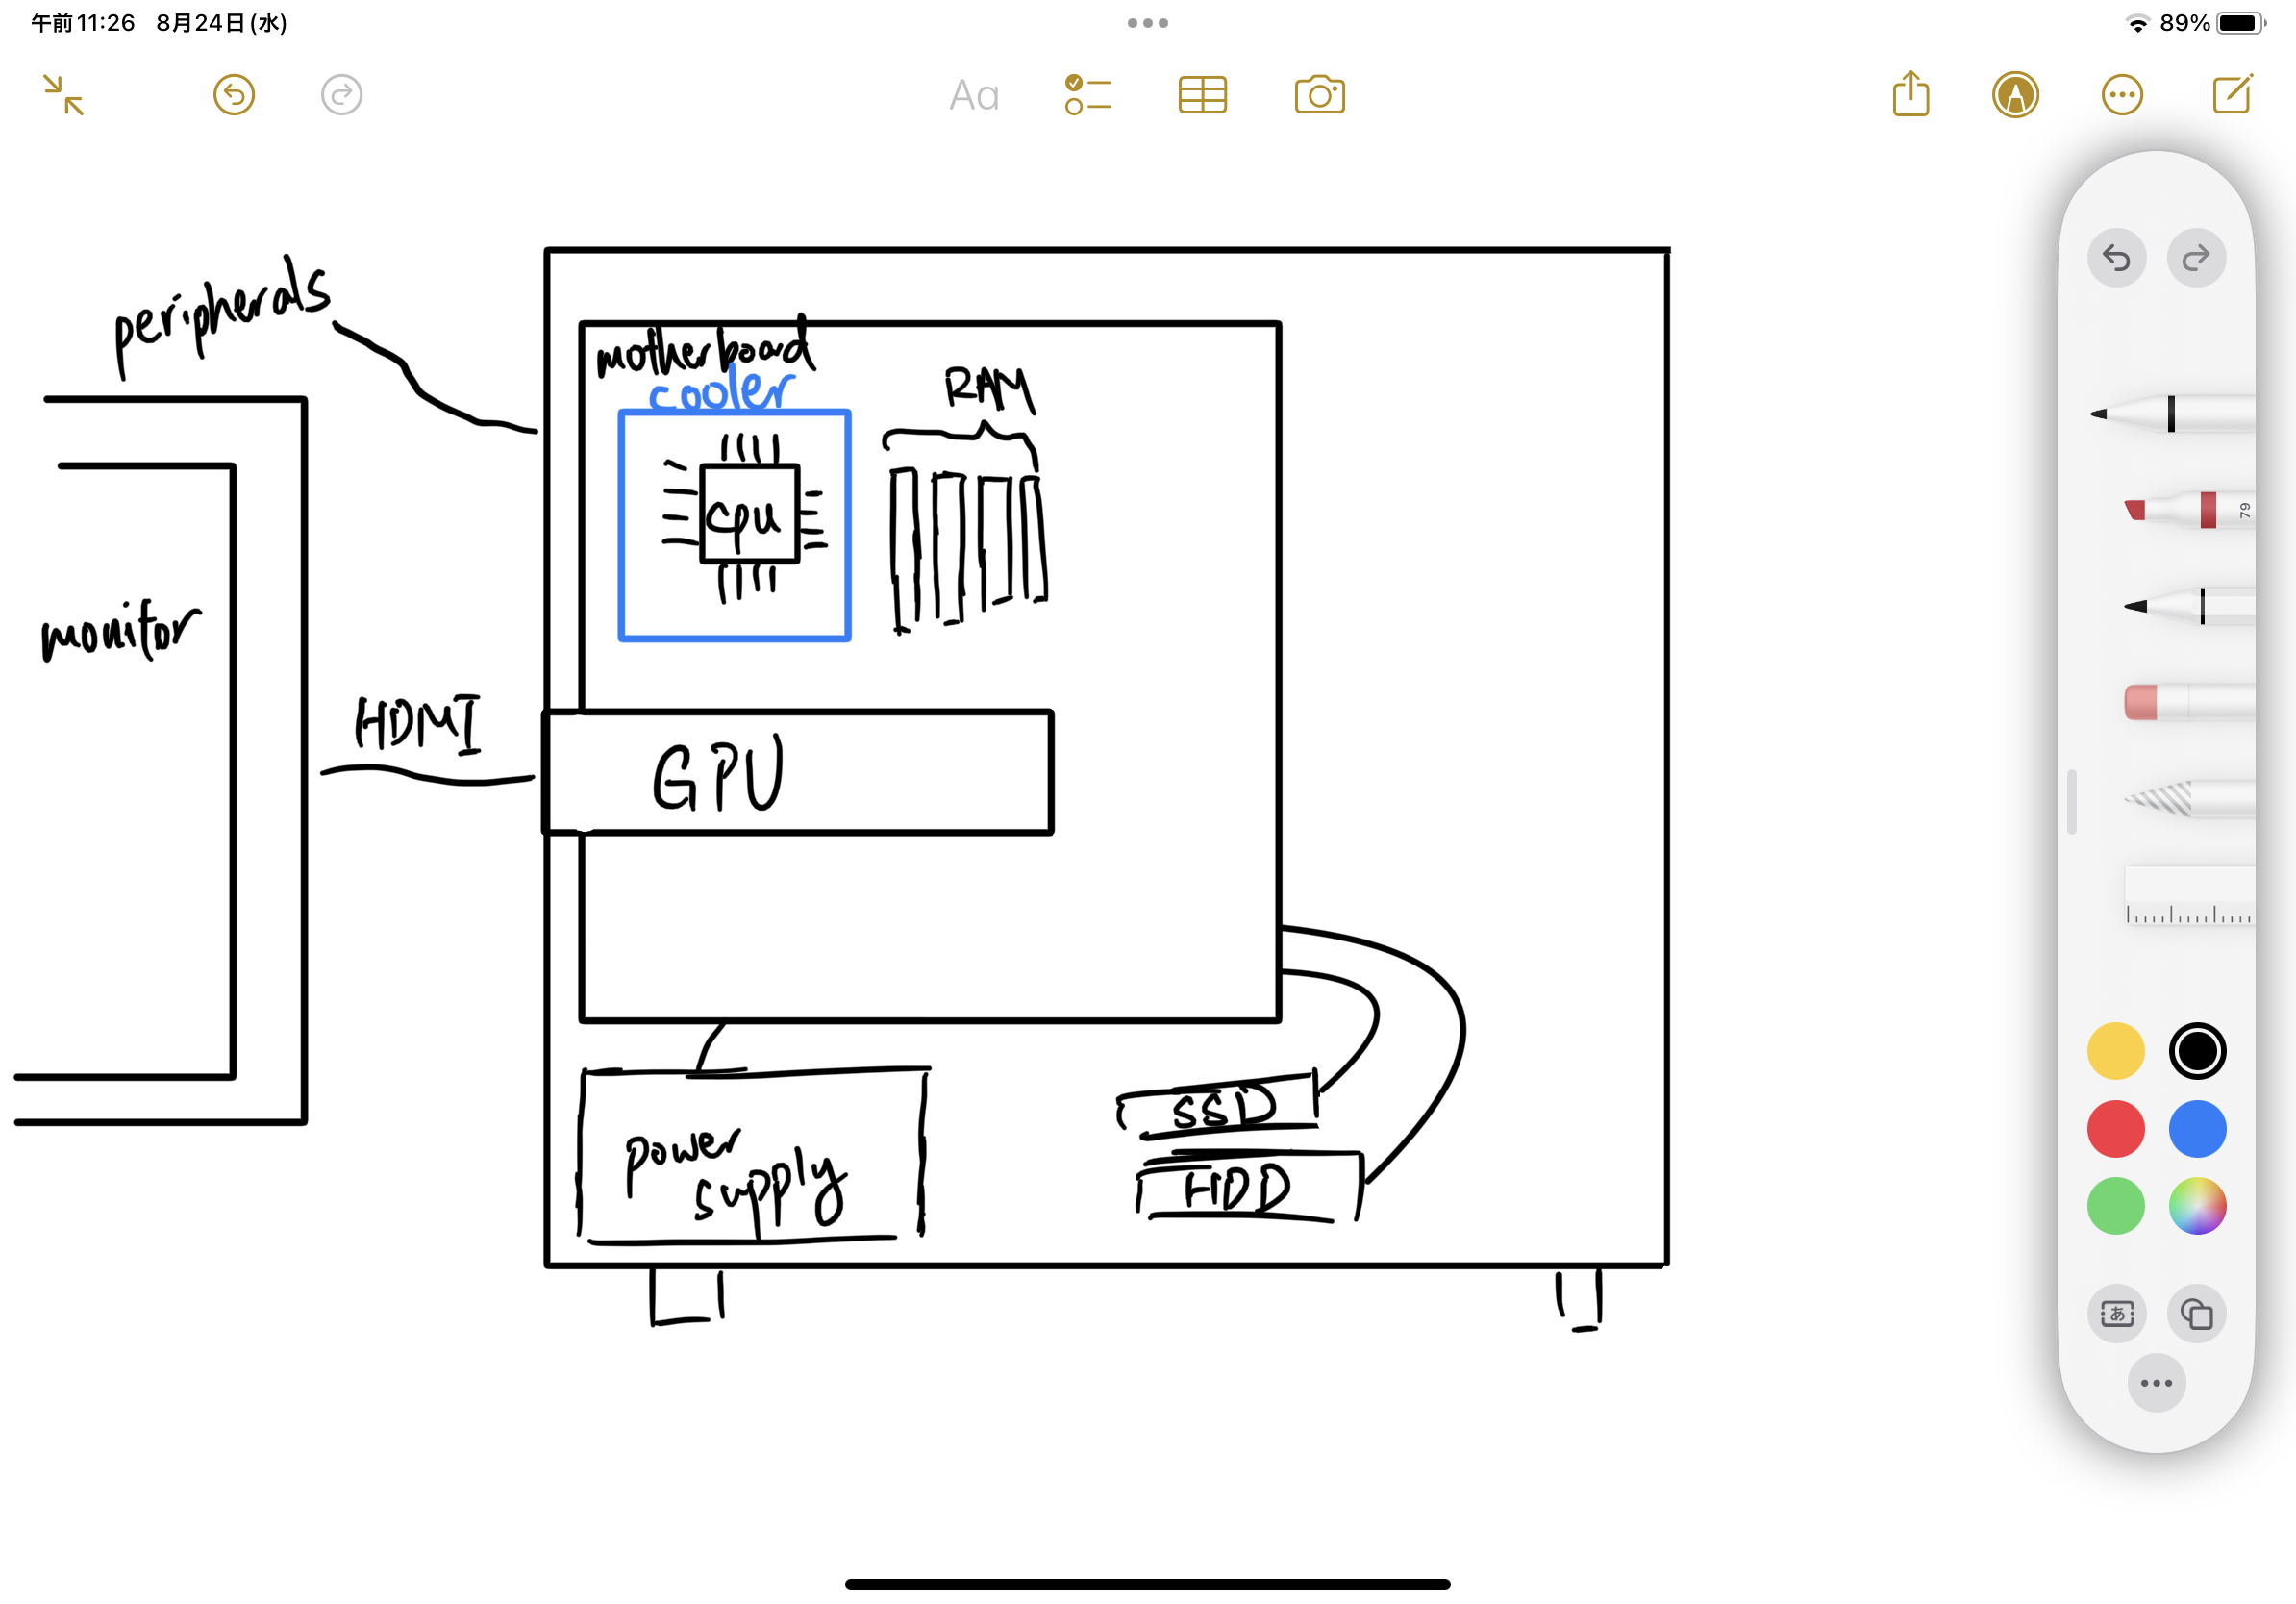 午前11:26 8月24日(水)
89%
Aa
peripherals
motherboard
cooler
RAM
cpu
monitor
HDMI
GPU
SSD
power
supply
HDD
79
あ